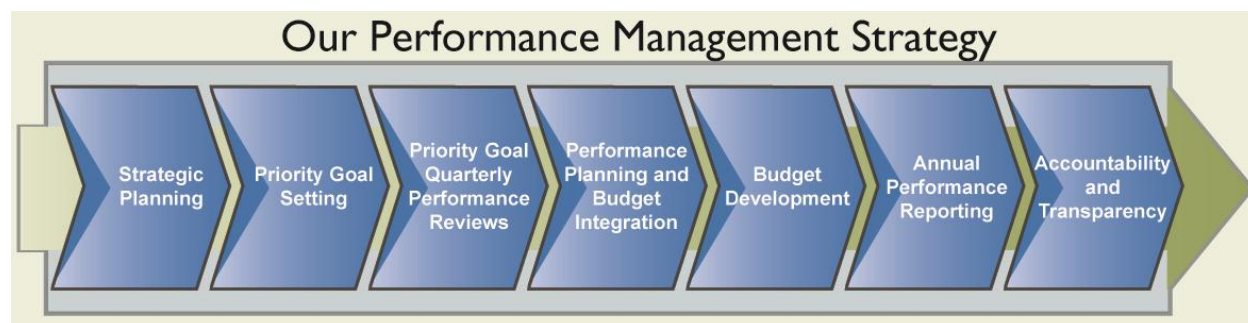 Our Performance Management Strategy
Strategic
Planning
Priority Goal
Setting
Priority Goal
Quarterly
Performance
Reviews
Performance
Planning and
Budget
Integration
Budget
Development
Annual
Performance
Reporting
Accountability
and
Transparency